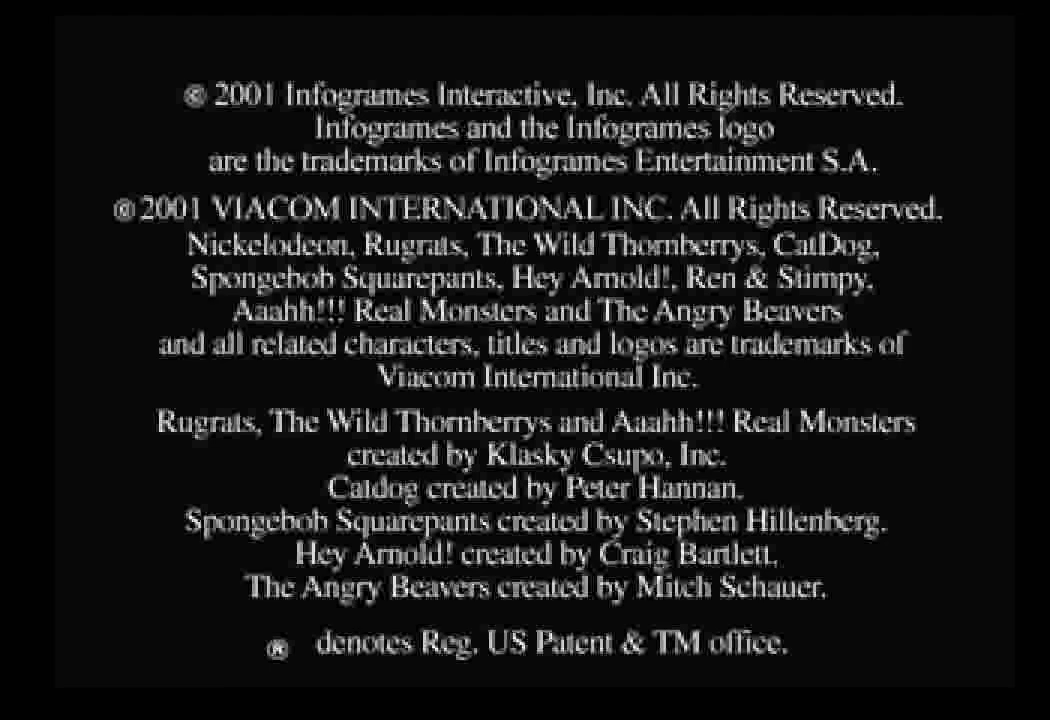 © 2001 Infogrames Interactive, Inc. All Rights Reserved.
Infogrames and the Infogrames logo
are the trademarks of Infogrames Entertainment S.A.
© 2001 VIACOM INTERNATIONAL INC. All Rights Reserved.
Nickelodeon, Rugrats, The Wild Thornberrys, CatDog,
Spongebob Squarepants, Hey Arnold!, Ren & Stimpy,
Aaahh!!! Real Monsters and The Angry Beavers
and all related characters, titles and logos are trademarks of
Viacom International Inc.
Rugrats, The Wild Thornberrys and Aaahh!!! Real Monsters
created by Klasky Csupo, Inc.
Catdog created by Peter Hannan.
Spongebob Squarepants created by Stephen Hillenberg.
Hey Arnold! created by Craig Bartlett.
The Angry Beavers created by Mitch Schauer.
® denotes Reg. US Patent & TM office.